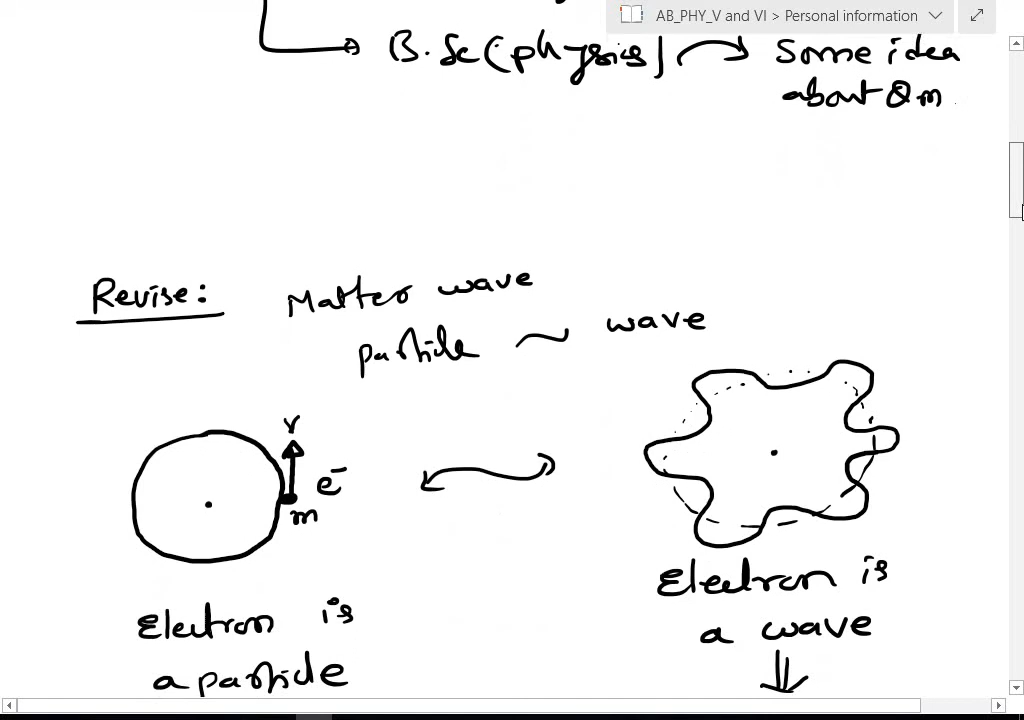 AB_PHY_V and VI > Personal information
B.Sc (physics) Some idea
about QM
Revise: Matter wave
particle ~ wave
v
e⁻
m
Electron is
a wave
Electron is
a particle